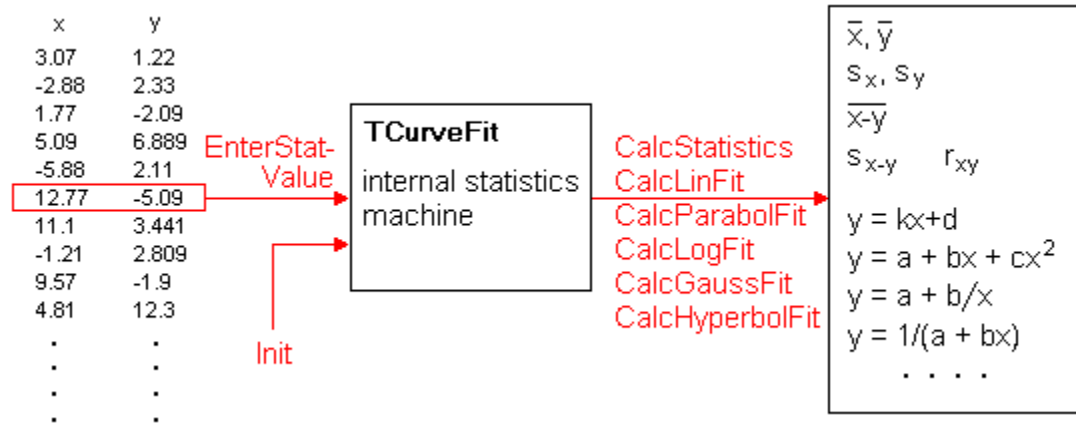 x y
3.07 1.22
-2.88 2.33
1.77 -2.09
5.09 6.889
-5.88 2.11
12.77 -5.09
11.1 3.441
-1.21 2.809
9.57 -1.9
4.81 12.3
. .
. .
. .
. .
EnterStat-
Value
Init
TCurveFit
internal statistics
machine
CalcStatistics
CalcLinFit
CalcParabolFit
CalcLogFit
CalcGaussFit
CalcHyperbolFit
x̅, y̅
sₓ, s_y
x̅-̅y̅
s_x-y r_xy
y = kx+d
y = a + bx + cx²
y = a + b/x
y = 1/(a + bx)
. . . .